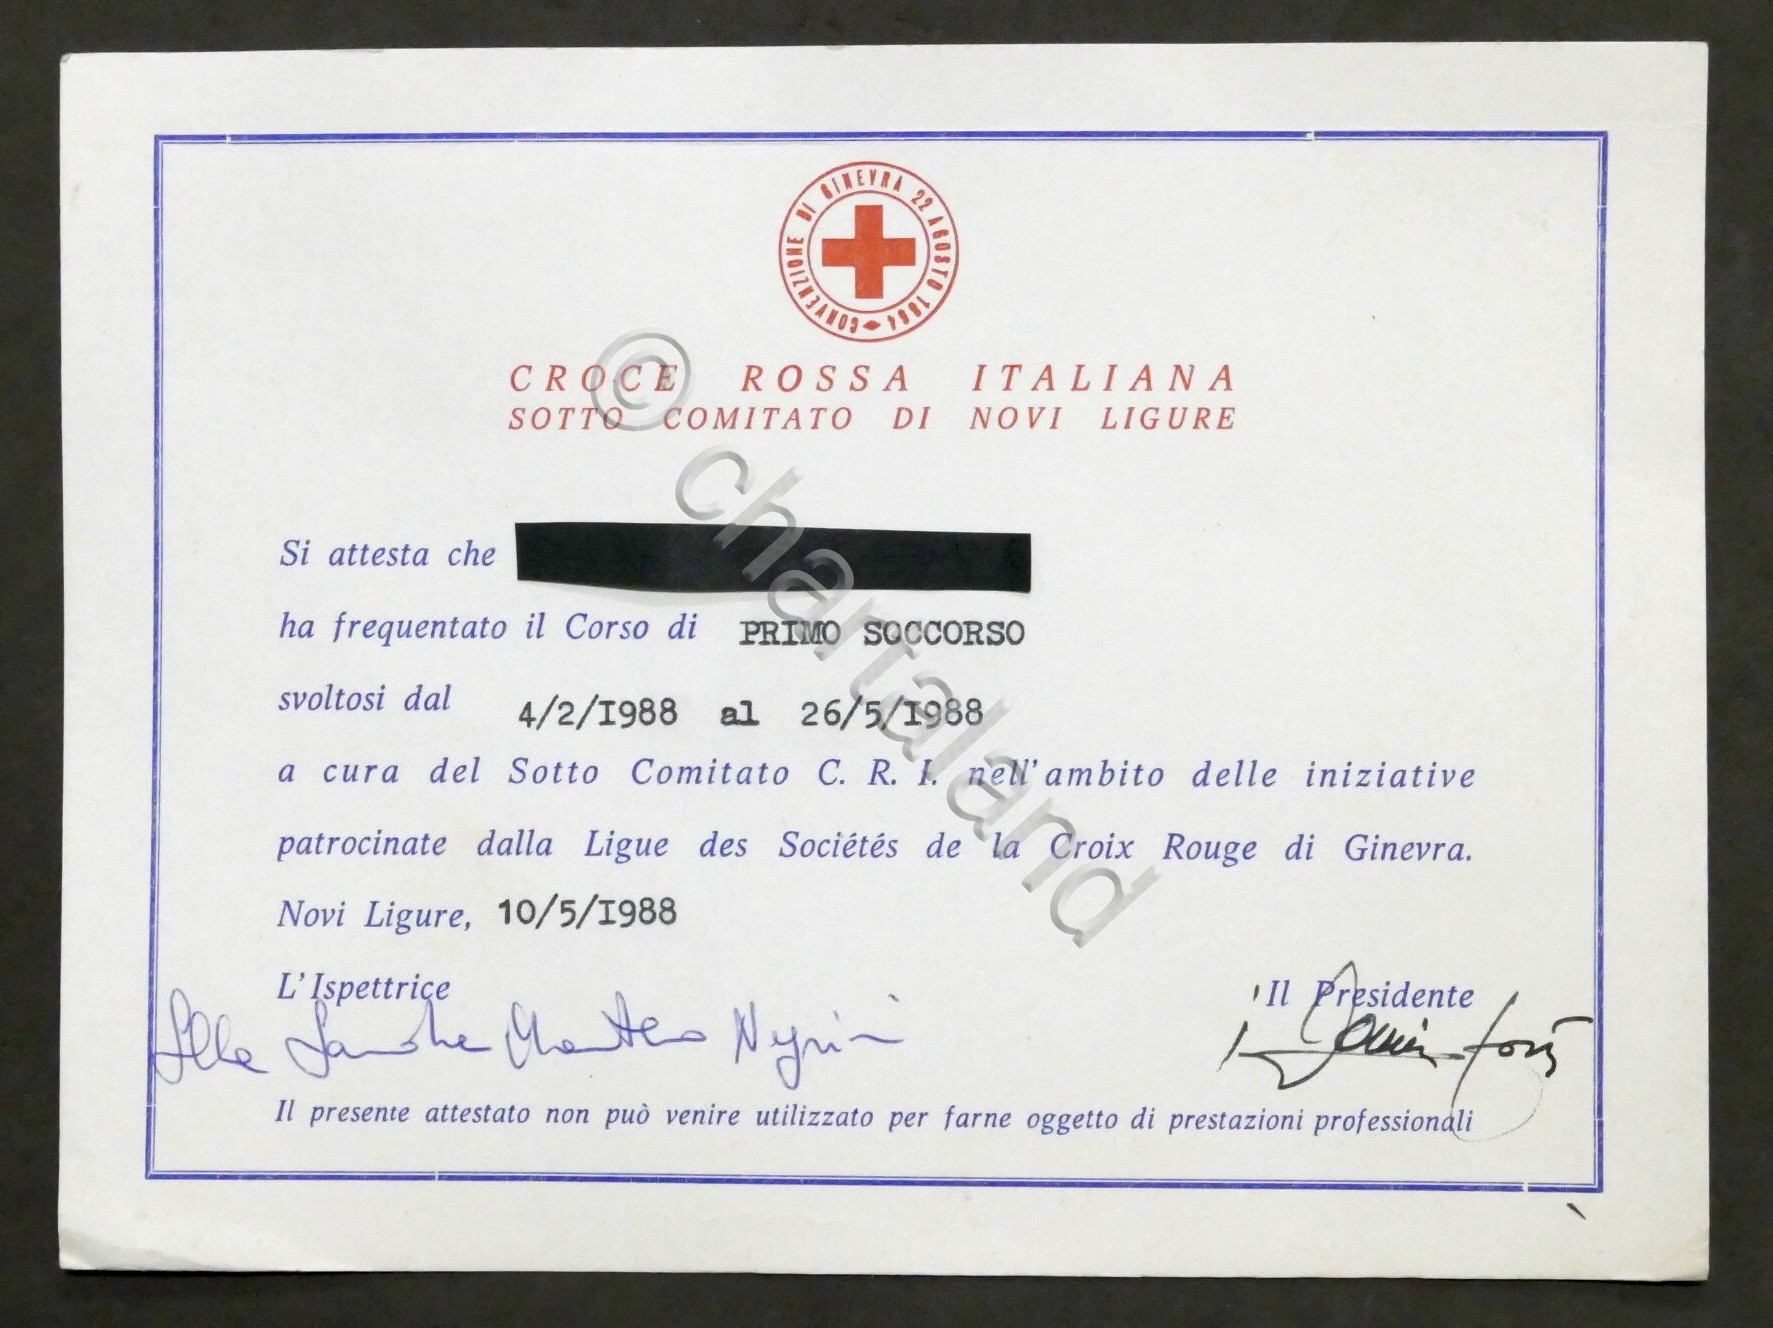 CONVENZIONE DI GINEVRA 22 AGOSTO 1864
CROCE ROSSA ITALIANA
SOTTO COMITATO DI NOVI LIGURE
Si attesta che
ha frequentato il Corso di PRIMO SOCCORSO
svoltosi dal 4/2/I988 al 26/5/I988
a cura del Sotto Comitato C. R. I. nell'ambito delle iniziative
patrocinate dalla Ligue des Sociétés de la Croix Rouge di Ginevra.
Novi Ligure, 10/5/I988
L'Ispettrice Il Presidente
Il presente attestato non può venire utilizzato per farne oggetto di prestazioni professionali
© chartaland